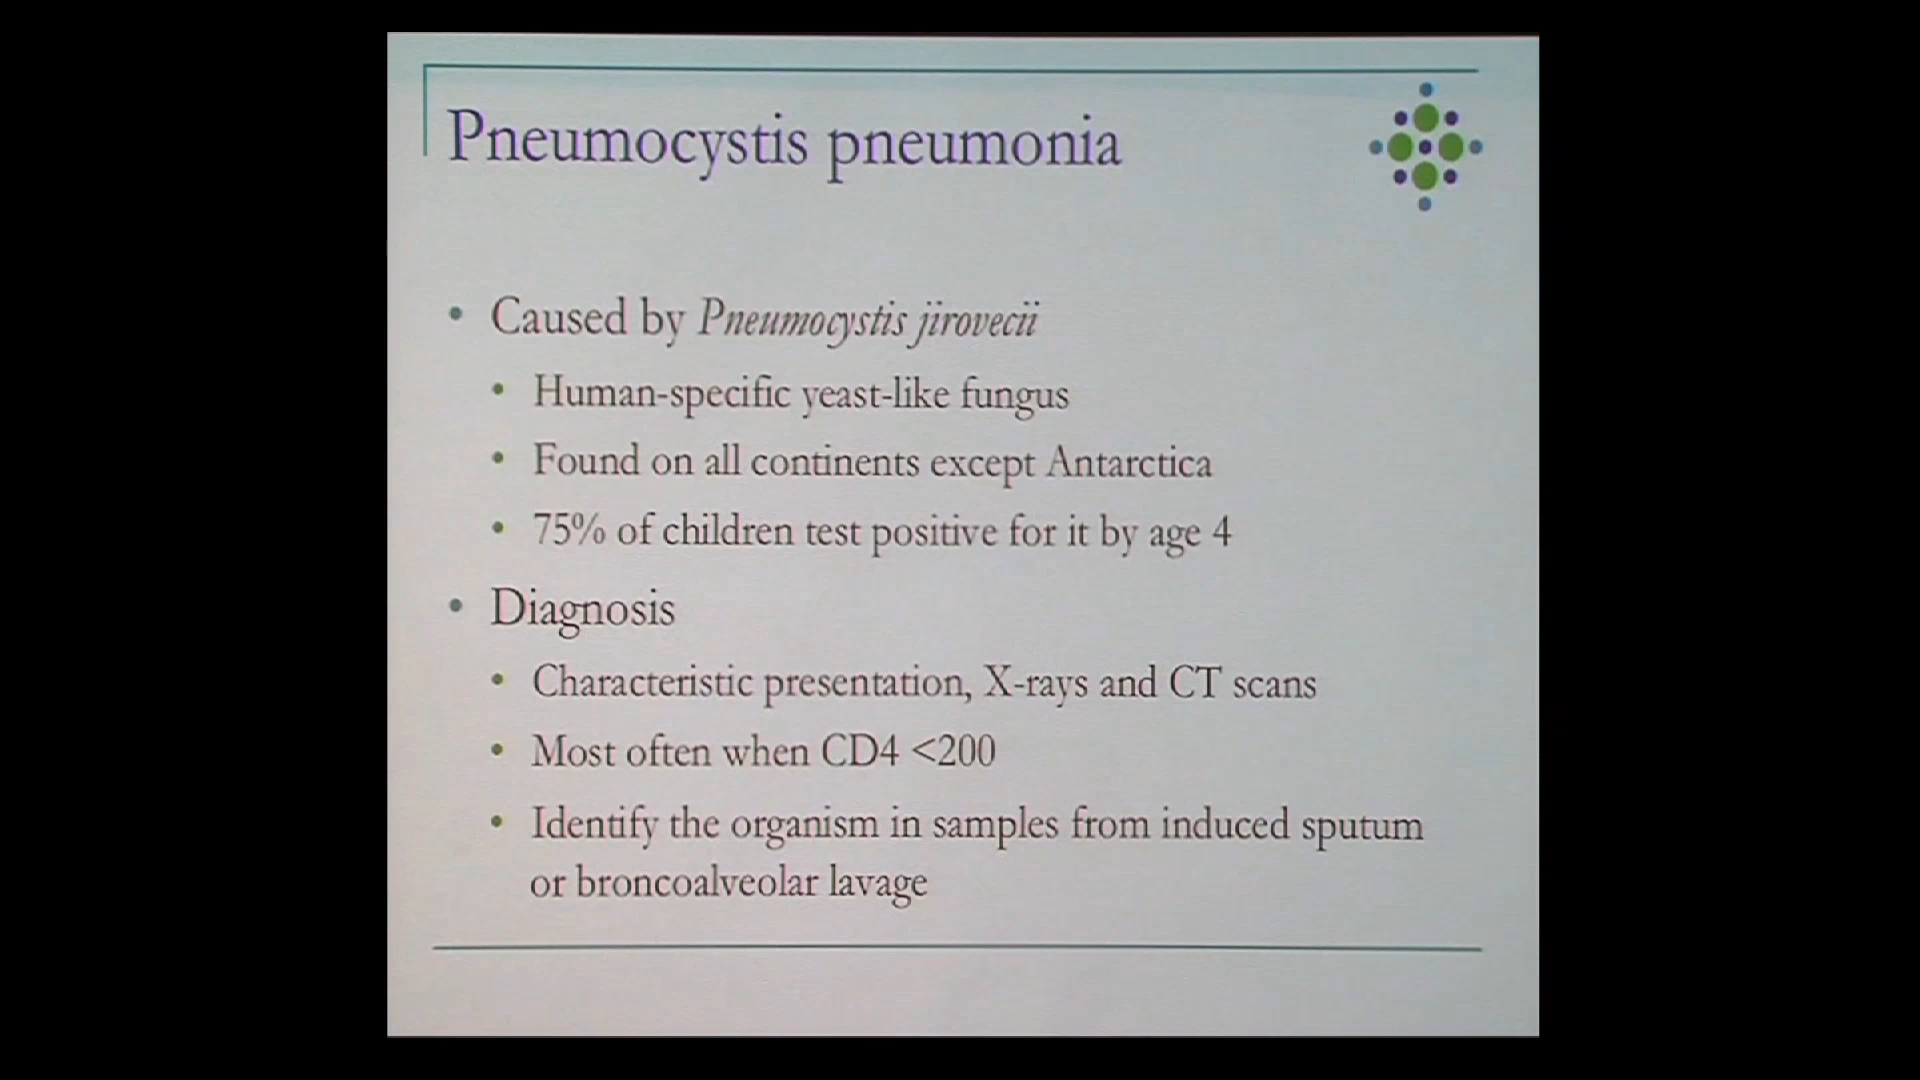 Pneumocystis pneumonia
• Caused by Pneumocystis jirovecii
• Human-specific yeast-like fungus
• Found on all continents except Antarctica
• 75% of children test positive for it by age 4
• Diagnosis
• Characteristic presentation, X-rays and CT scans
• Most often when CD4 <200
• Identify the organism in samples from induced sputum
or broncoalveolar lavage